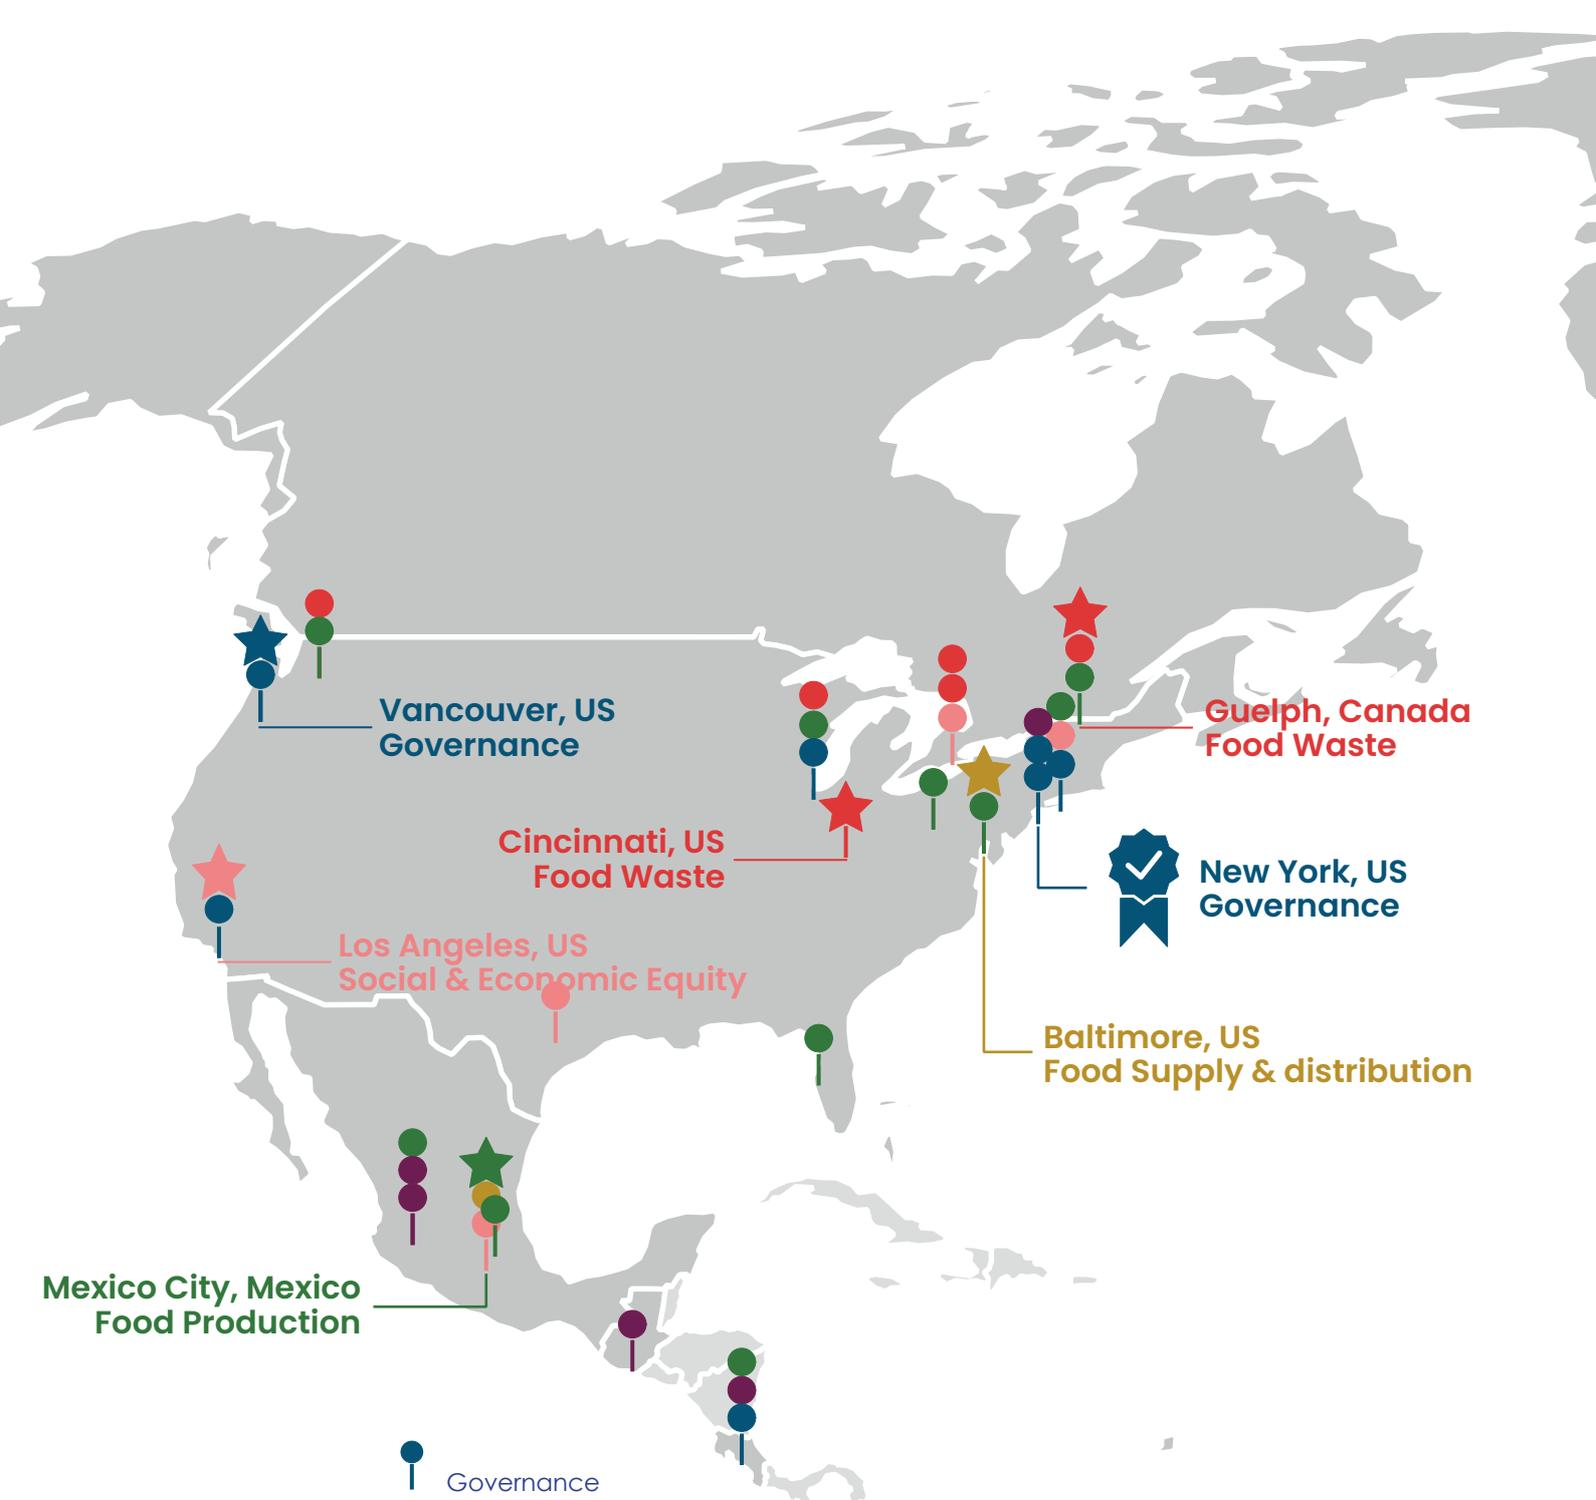 Vancouver, US
Governance
Guelph, Canada
Food Waste
Cincinnati, US
Food Waste
New York, US
Governance
Los Angeles, US
Social & Economic Equity
Baltimore, US
Food Supply & distribution
Mexico City, Mexico
Food Production
Governance